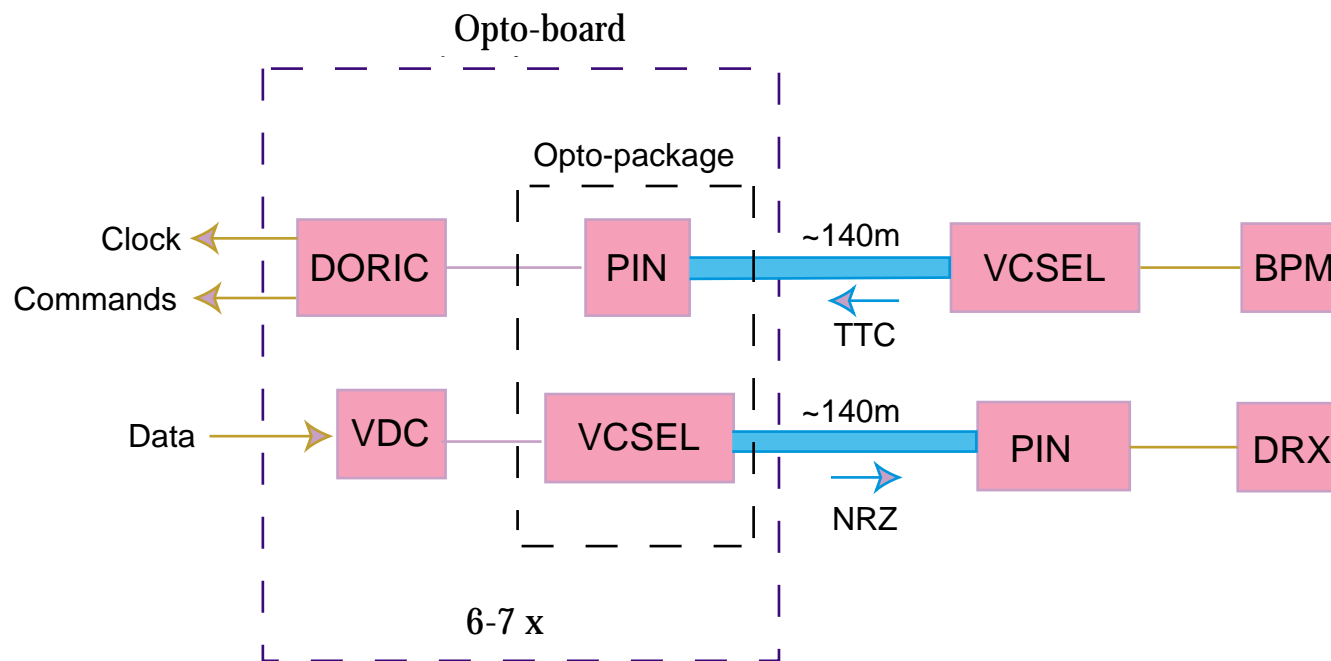 Opto-board
Opto-package
Clock
Commands
DORIC
PIN
~140m
TTC
VCSEL
BPM
Data
VDC
VCSEL
~140m
NRZ
PIN
DRX
6-7 x